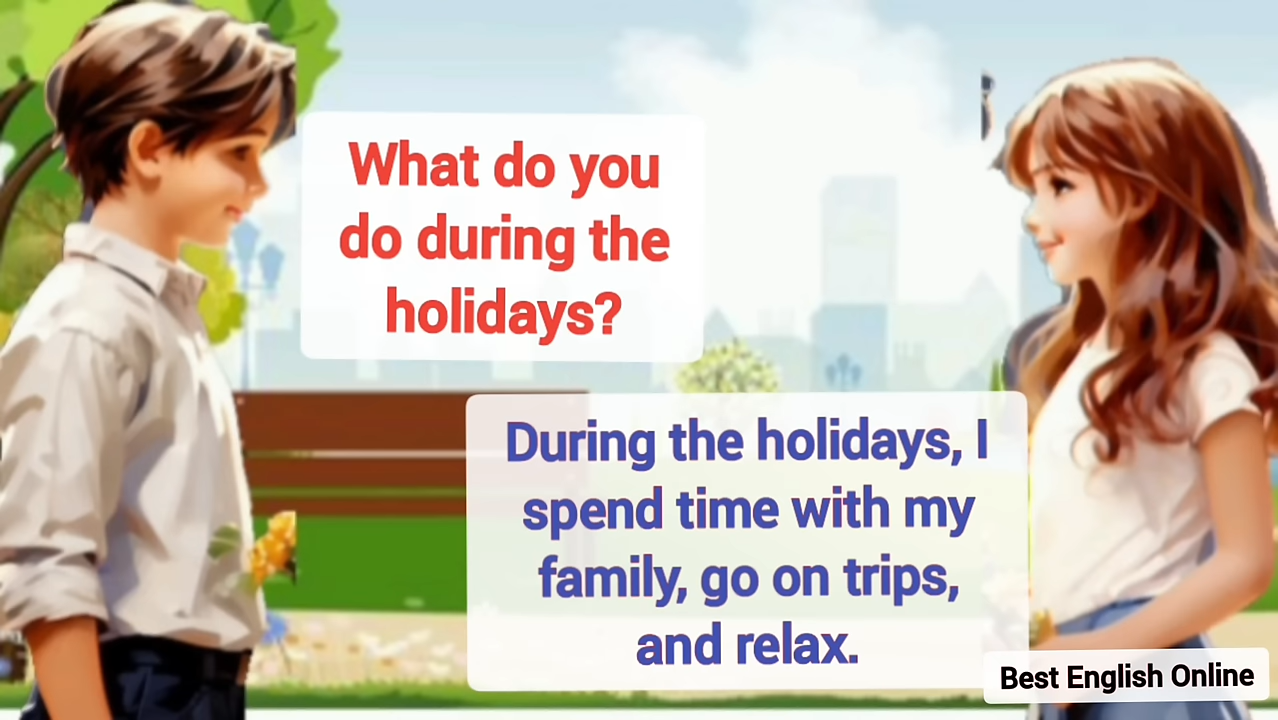 What do you
do during the
holidays?
During the holidays, I
spend time with my
family, go on trips,
and relax.
Best English Online